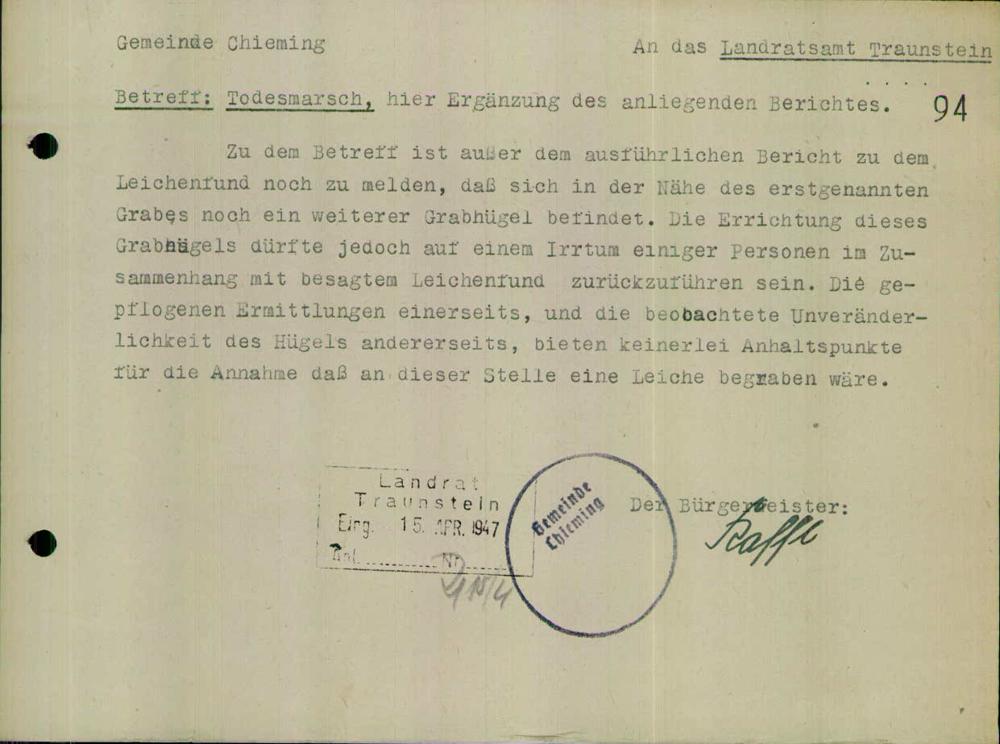 Gemeinde Chieming An das Landratsamt Traunstein
Betreff: Todesmarsch, hier Ergänzung des anliegenden Berichtes. 94
Zu dem Betreff ist außer dem ausführlichen Bericht zu dem
Leichenfund noch zu melden, daß sich in der Nähe des erstgenannten
Grabes noch ein weiterer Grabhügel befindet. Die Errichtung dieses
Grabhügels dürfte jedoch auf einem Irrtum einiger Personen im Zu-
sammenhang mit besagtem Leichenfund zurückzuführen sein. Die ge-
pflogenen Ermittlungen einerseits, und die beobachtete Unveränder-
lichkeit des Hügels andererseits, bieten keinerlei Anhaltspunkte
für die Annahme daß an dieser Stelle eine Leiche begraben wäre.
Landrat
Traunstein
Eing. 15. APR. 1947
Nr.
Gemeinde
Chieming
Der Bürgermeister: